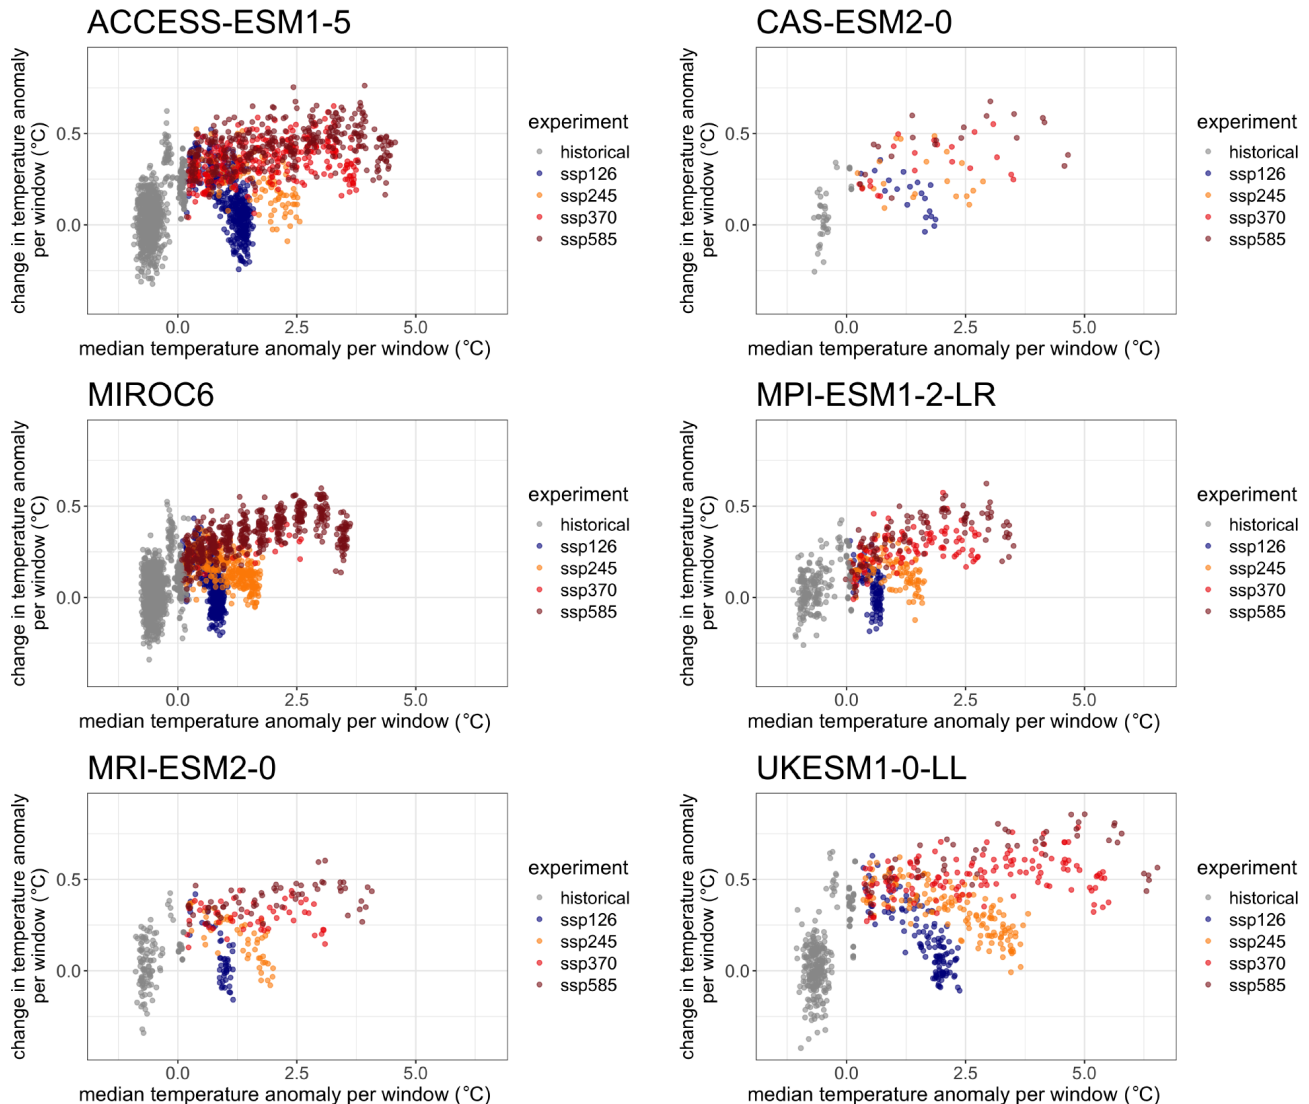 ACCESS-ESM1-5
change in temperature anomaly
per window (°C)
0.5
0.0
0.0
2.5
5.0
median temperature anomaly per window (°C)
experiment
historical
ssp126
ssp245
ssp370
ssp585
CAS-ESM2-0
change in temperature anomaly
per window (°C)
0.5
0.0
0.0
2.5
5.0
median temperature anomaly per window (°C)
experiment
historical
ssp126
ssp245
ssp370
ssp585
MIROC6
change in temperature anomaly
per window (°C)
0.5
0.0
0.0
2.5
5.0
median temperature anomaly per window (°C)
experiment
historical
ssp126
ssp245
ssp370
ssp585
MPI-ESM1-2-LR
change in temperature anomaly
per window (°C)
0.5
0.0
0.0
2.5
5.0
median temperature anomaly per window (°C)
experiment
historical
ssp126
ssp245
ssp370
ssp585
MRI-ESM2-0
change in temperature anomaly
per window (°C)
0.5
0.0
0.0
2.5
5.0
median temperature anomaly per window (°C)
experiment
historical
ssp126
ssp245
ssp370
ssp585
UKESM1-0-LL
change in temperature anomaly
per window (°C)
0.5
0.0
0.0
2.5
5.0
median temperature anomaly per window (°C)
experiment
historical
ssp126
ssp245
ssp370
ssp585